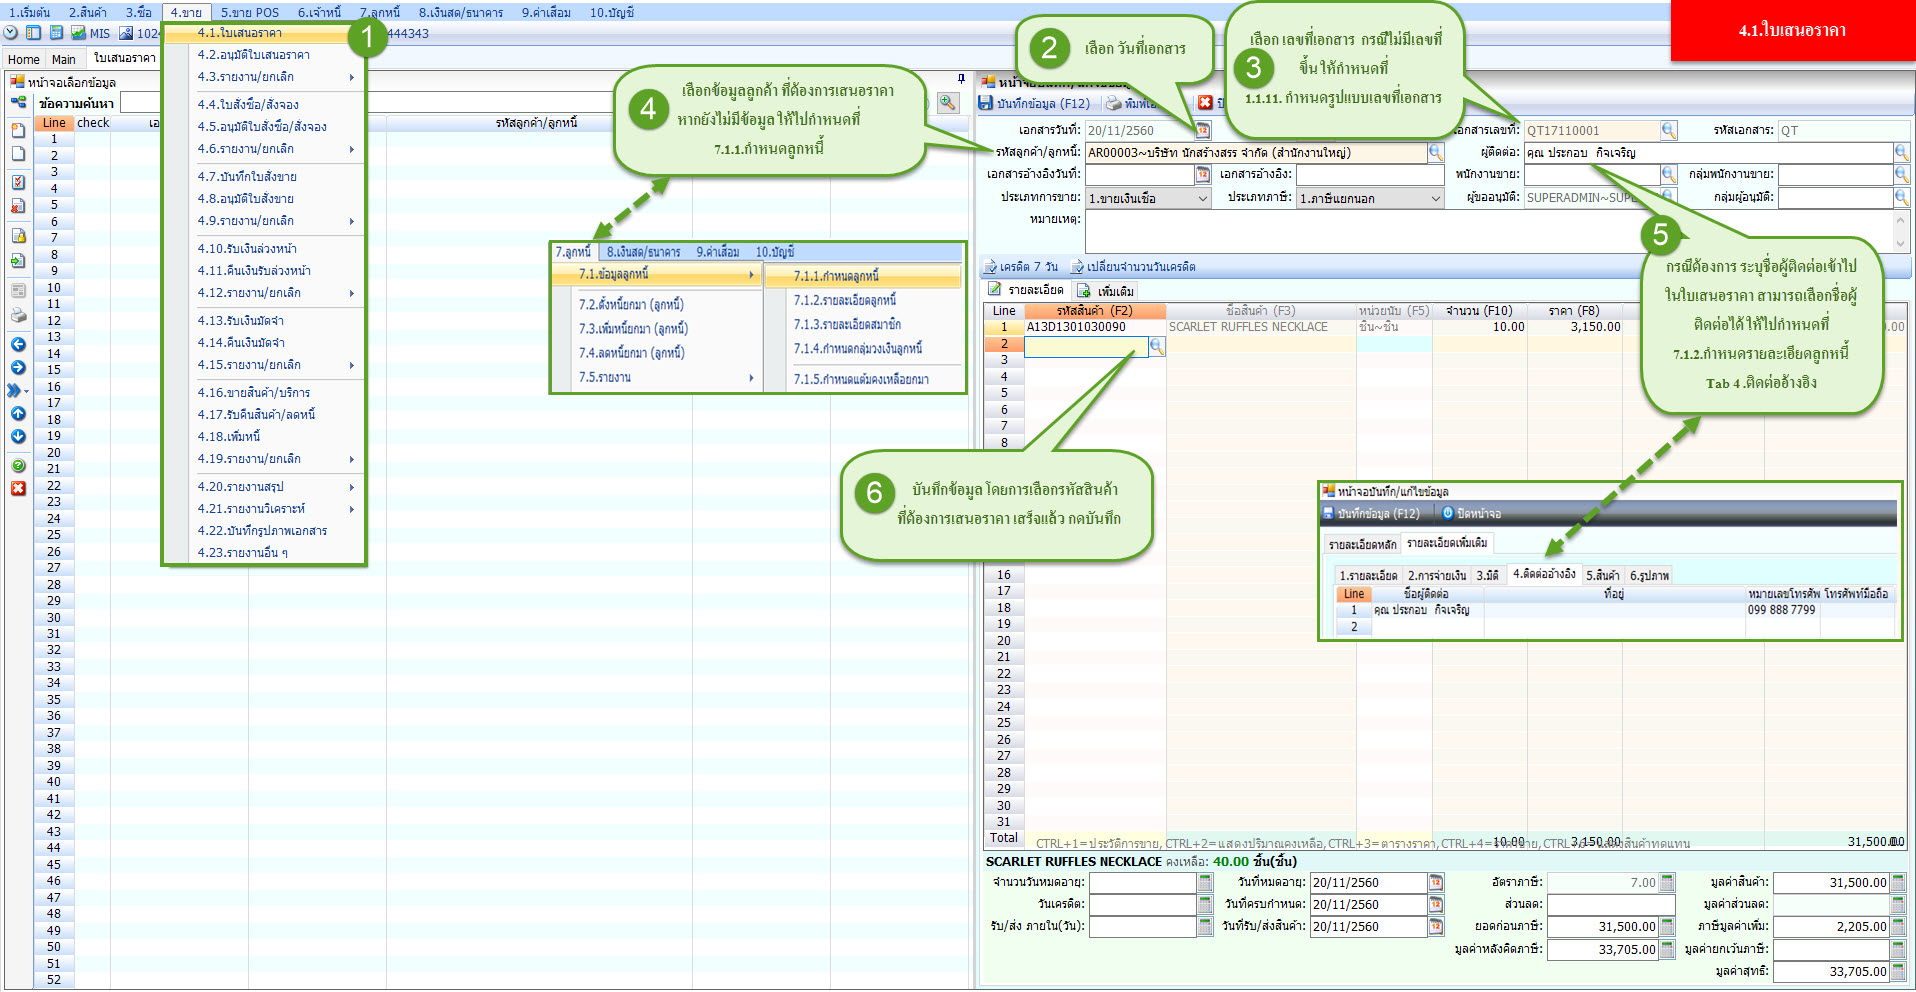 1.เริ่มต้น 2.สินค้า 3.ซื้อ 4.ขาย 5.ขาย POS 6.เจ้าหนี้ 7.ลูกหนี้ 8.เงินสด/ธนาคาร 9.ค่าเสื่อม 10.บัญชี
MIS 1024 444343
Home Main ใบเสนอราคา
หน้าจอเลือกข้อมูล
ข้อความค้นหา
Line check เอ รหัสลูกค้า/ลูกหนี้
1
2
3
4
5
6
7
8
9
10
11
12
13
14
15
16
17
18
19
20
21
22
23
24
25
26
27
28
29
30
31
32
33
34
35
36
37
38
39
40
41
42
43
44
45
46
47
48
49
50
51
52
1
4.1.ใบเสนอราคา
4.2.อนุมัติใบเสนอราคา
4.3.รายงาน/ยกเลิก
4.4.ใบสั่งซื้อ/สั่งจอง
4.5.อนุมัติใบสั่งซื้อ/สั่งจอง
4.6.รายงาน/ยกเลิก
4.7.บันทึกใบสั่งขาย
4.8.อนุมัติใบสั่งขาย
4.9.รายงาน/ยกเลิก
4.10.รับเงินล่วงหน้า
4.11.คืนเงินรับล่วงหน้า
4.12.รายงาน/ยกเลิก
4.13.รับเงินมัดจำ
4.14.คืนเงินมัดจำ
4.15.รายงาน/ยกเลิก
4.16.ขายสินค้า/บริการ
4.17.รับคืนสินค้า/ลดหนี้
4.18.เพิ่มหนี้
4.19.รายงาน/ยกเลิก
4.20.รายงานสรุป
4.21.รายงานวิเคราะห์
4.22.บันทึกรูปภาพเอกสาร
4.23.รายงานอื่น ๆ
4
เลือกข้อมูลลูกค้า ที่ต้องการเสนอราคา
หากยังไม่มีข้อมูล ให้ไปกำหนดที่
7.1.1.กำหนดลูกหนี้
7.ลูกหนี้ 8.เงินสด/ธนาคาร 9.ค่าเสื่อม 10.บัญชี
7.1.ข้อมูลลูกหนี้
7.2.ตั้งหนี้ยกมา (ลูกหนี้)
7.3.เพิ่มหนี้ยกมา (ลูกหนี้)
7.4.ลดหนี้ยกมา (ลูกหนี้)
7.5.รายงาน
7.1.1.กำหนดลูกหนี้
7.1.2.รายละเอียดลูกหนี้
7.1.3.รายละเอียดสมาชิก
7.1.4.กำหนดกลุ่มวงเงินลูกหนี้
7.1.5.กำหนดแต้มคงเหลือยกมา
2
เลือก วันที่เอกสาร
3
เลือก เลขที่เอกสาร กรณีไม่มีเลขที่
ขึ้น ให้กำหนดที่
1.1.11. กำหนดรูปแบบเลขที่เอกสาร
4.1.ใบเสนอราคา
บันทึกข้อมูล (F12)
เอกสารวันที่: 20/11/2560 QT17110001 รหัสเอกสาร: QT
รหัสลูกค้า/ลูกหนี้: AR00003~บริษัท นักสร้างสรร จำกัด (สำนักงานใหญ่) ผู้ติดต่อ: คุณ ประกอบ กิจเจริญ
เอกสารอ้างอิงวันที่: เอกสารอ้างอิง: พนักงานขาย: กลุ่มพนักงานขาย:
ประเภทการขาย: 1.ขายเงินเชื่อ ประเภทภาษี: 1.ภาษีแยกนอก ผู้ขออนุมัติ: SUPERADMIN~SUPE กลุ่มผู้อนุมัติ:
หมายเหตุ:
เครดิต 7 วัน เปลี่ยนจำนวนวันเครดิต
รายละเอียด เพิ่มเติม
Line รหัสสินค้า (F2) ชื่อสินค้า (F3) หน่วยนับ (F5) จำนวน (F10) ราคา (F8)
1 A13D1301030090 SCARLET RUFFLES NECKLACE ชิ้น~ชิ้น 10.00 3,150.00
2
3
4
5
6
7
8
16
17
18
19
20
21
22
23
24
25
26
27
28
29
30
31
5
กรณีต้องการ ระบุชื่อผู้ติดต่อเข้าไป
ในใบเสนอราคา สามารถเลือกชื่อผู้
ติดต่อได้ ให้ไปกำหนดที่
7.1.2.กำหนดรายละเอียดลูกหนี้
Tab 4 .ติดต่ออ้างอิง
6
บันทึกข้อมูล โดยการเลือกรหัสสินค้า
ที่ต้องการเสนอราคา เสร็จแล้ว กดบันทึก
หน้าจอบันทึก/แก้ไขข้อมูล
บันทึกข้อมูล (F12) ปิดหน้าจอ
รายละเอียดหลัก รายละเอียดเพิ่มเติม
1.รายละเอียด 2.การจ่ายเงิน 3.มิติ 4.ติดต่ออ้างอิง 5.สินค้า 6.รูปภาพ
Line ชื่อผู้ติดต่อ ที่อยู่ หมายเลขโทรศัพ โทรศัพท์มือถือ
1 คุณ ประกอบ กิจเจริญ 099 888 7799
2
Total 10.00 3,150.00 31,500.00
CTRL+1=ประวัติการขาย, CTRL+2=แสดงปริมาณคงเหลือ, CTRL+3=ตารางราคา, CTRL+4=ราคาขาย, CTRL+5=แสดงสินค้าทดแทน
SCARLET RUFFLES NECKLACE คงเหลือ: 40.00 ชิ้น(ชิ้น)
จำนวนวันหมดอายุ: วันที่หมดอายุ: 20/11/2560 อัตราภาษี: 7.00 มูลค่าสินค้า: 31,500.00
วันเครดิต: วันที่ครบกำหนด: 20/11/2560 ส่วนลด: มูลค่าส่วนลด:
รับ/ส่ง ภายใน(วัน): วันที่รับ/ส่งสินค้า: 20/11/2560 ยอดก่อนภาษี: 31,500.00 ภาษีมูลค่าเพิ่ม: 2,205.00
มูลค่าหลังคิดภาษี: 33,705.00 มูลค่ายกเว้นภาษี:
มูลค่าสุทธิ: 33,705.00